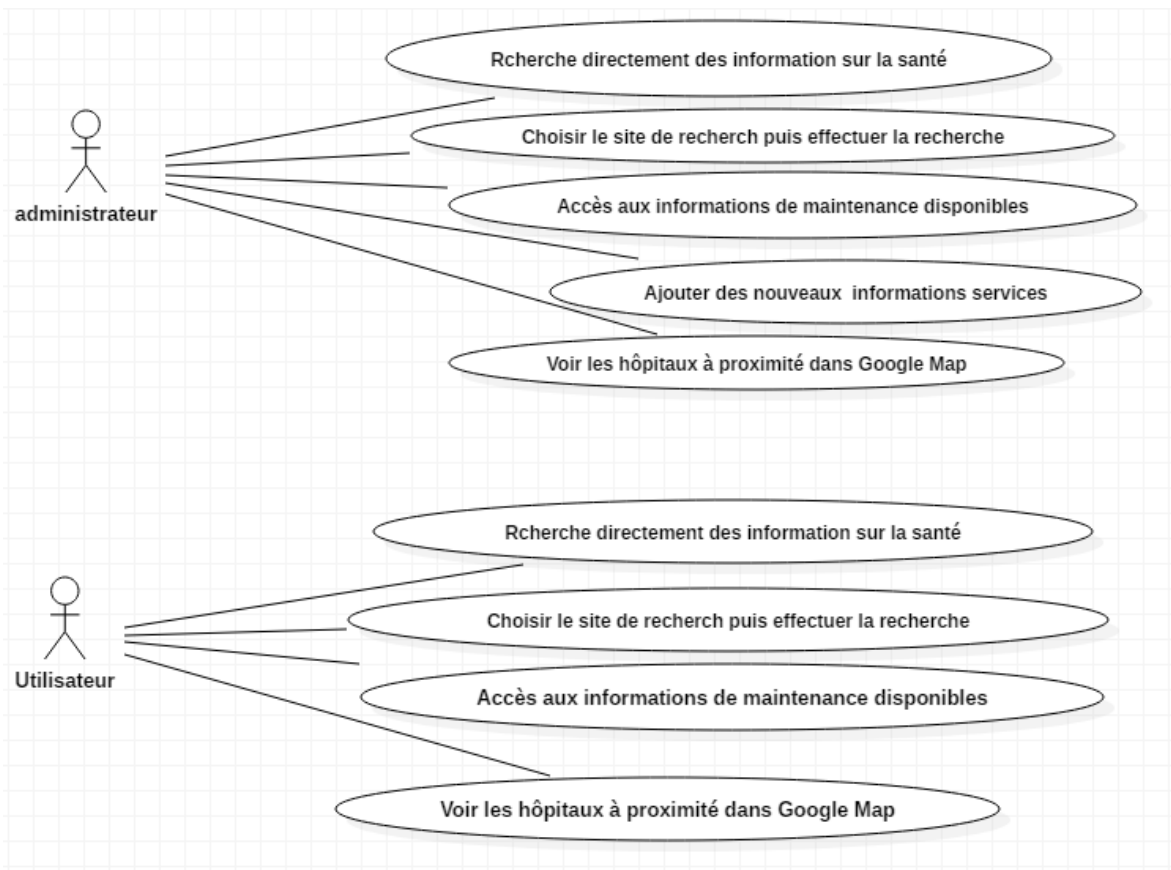 Rcherche directement des information sur la santé
Choisir le site de recherch puis effectuer la recherche
administrateur
Accès aux informations de maintenance disponibles
Ajouter des nouveaux  informations services
Voir les hôpitaux à proximité dans Google Map
Rcherche directement des information sur la santé
Choisir le site de recherch puis effectuer la recherche
Utilisateur
Accès aux informations de maintenance disponibles
Voir les hôpitaux à proximité dans Google Map